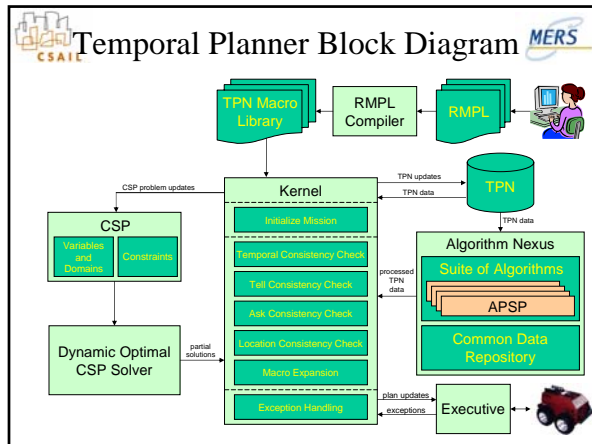 CSAIL
Temporal Planner Block Diagram
MERS
TPN Macro
Library
RMPL
Compiler
RMPL
CSP problem updates
Kernel
TPN updates
TPN data
TPN
TPN data
CSP
Variables
and
Domains
Constraints
Initialize Mission
Temporal Consistency Check
Tell Consistency Check
Ask Consistency Check
Location Consistency Check
Macro Expansion
Exception Handling
processed
TPN
data
Algorithm Nexus
Suite of Algorithms
APSP
Common Data
Repository
Dynamic Optimal
CSP Solver
partial
solutions
plan updates
exceptions
Executive